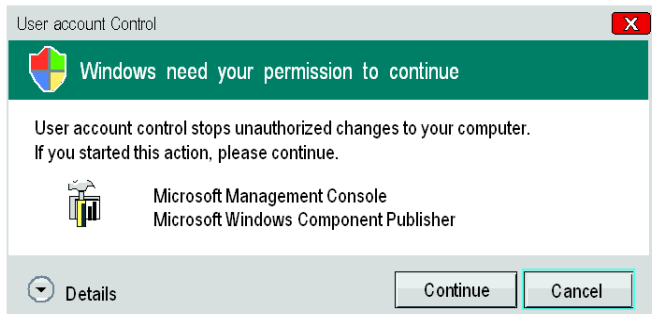 User account Control
X
Windows need your permission to continue
User account control stops unauthorized changes to your computer.
If you started this action, please continue.
Microsoft Management Console
Microsoft Windows Component Publisher
Details
Continue
Cancel